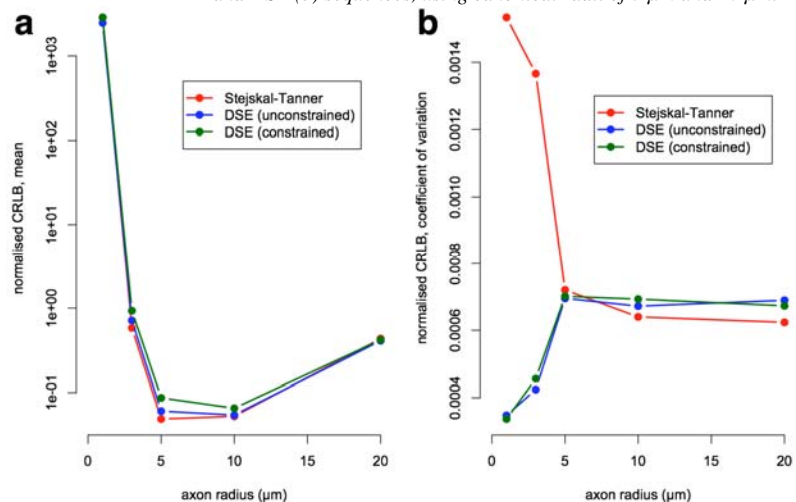 a
b
normalised CRLB, mean
1e+03
1e+02
1e+01
1e+00
1e-01
Stejskal-Tanner
DSE (unconstrained)
DSE (constrained)
0 5 10 15 20
axon radius (µm)
normalised CRLB, coefficient of variation
0.0014
0.0012
0.0010
0.0008
0.0006
0.0004
Stejskal-Tanner
DSE (unconstrained)
DSE (constrained)
0 5 10 15 20
axon radius (µm)